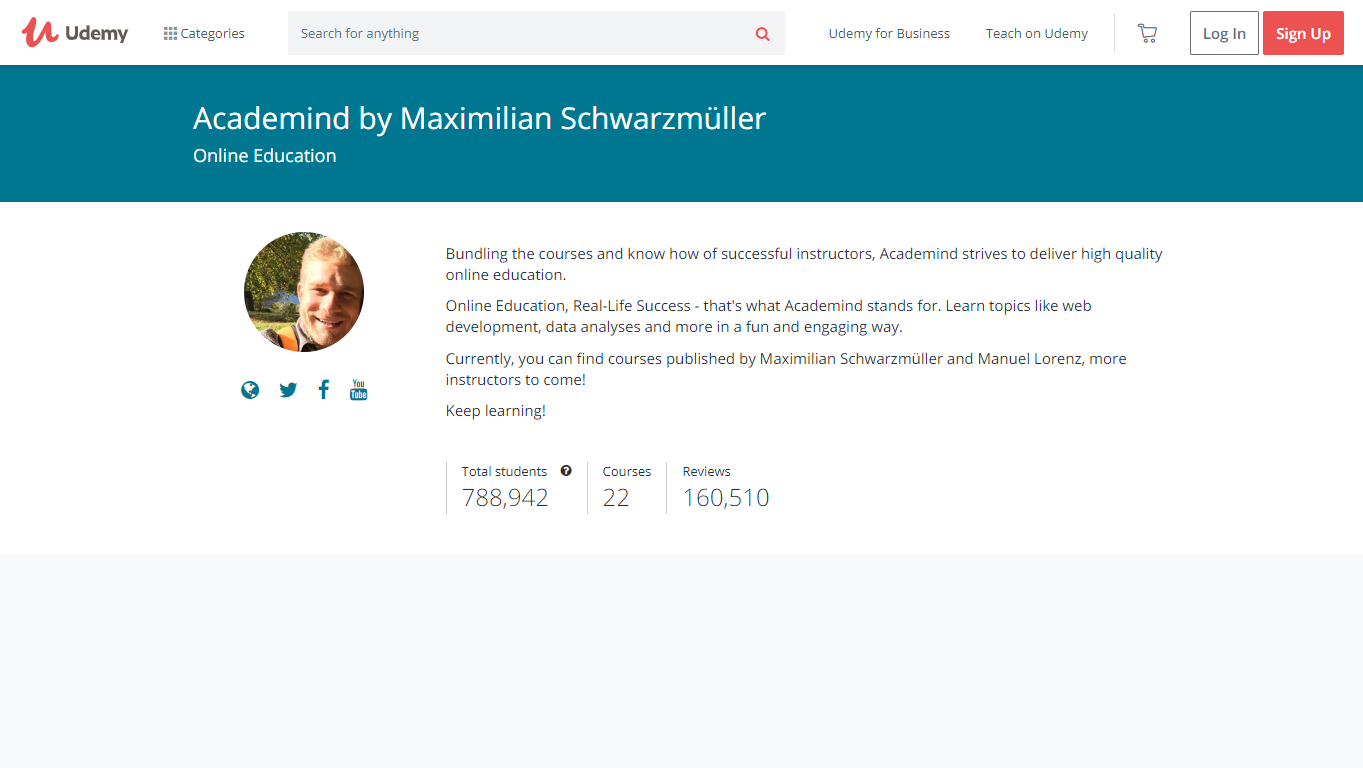 Udemy
Categories
Search for anything
Udemy for Business
Teach on Udemy
Log In
Sign Up
Academind by Maximilian Schwarzmüller
Online Education
Bundling the courses and know how of successful instructors, Academind strives to deliver high quality
online education.
Online Education, Real-Life Success - that's what Academind stands for. Learn topics like web
development, data analyses and more in a fun and engaging way.
Currently, you can find courses published by Maximilian Schwarzmüller and Manuel Lorenz, more
instructors to come!
Keep learning!
You
Tube
Total students ?
788,942
Courses
22
Reviews
160,510